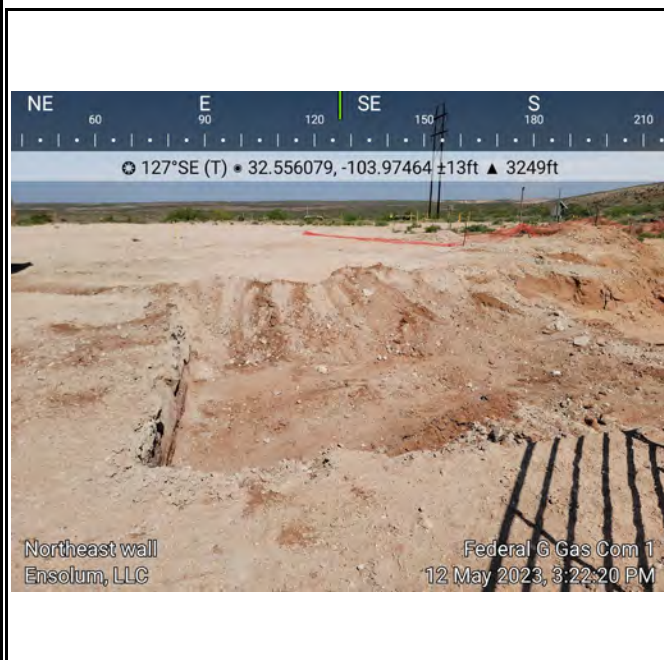 NE E SE S
60 90 120 150 180 210
127°SE (T) 32.556079, -103.97464 ±13ft ▲ 3249ft
Northeast wall
Ensolum, LLC
Federal G Gas Com 1
12 May 2023, 3:22:20 PM